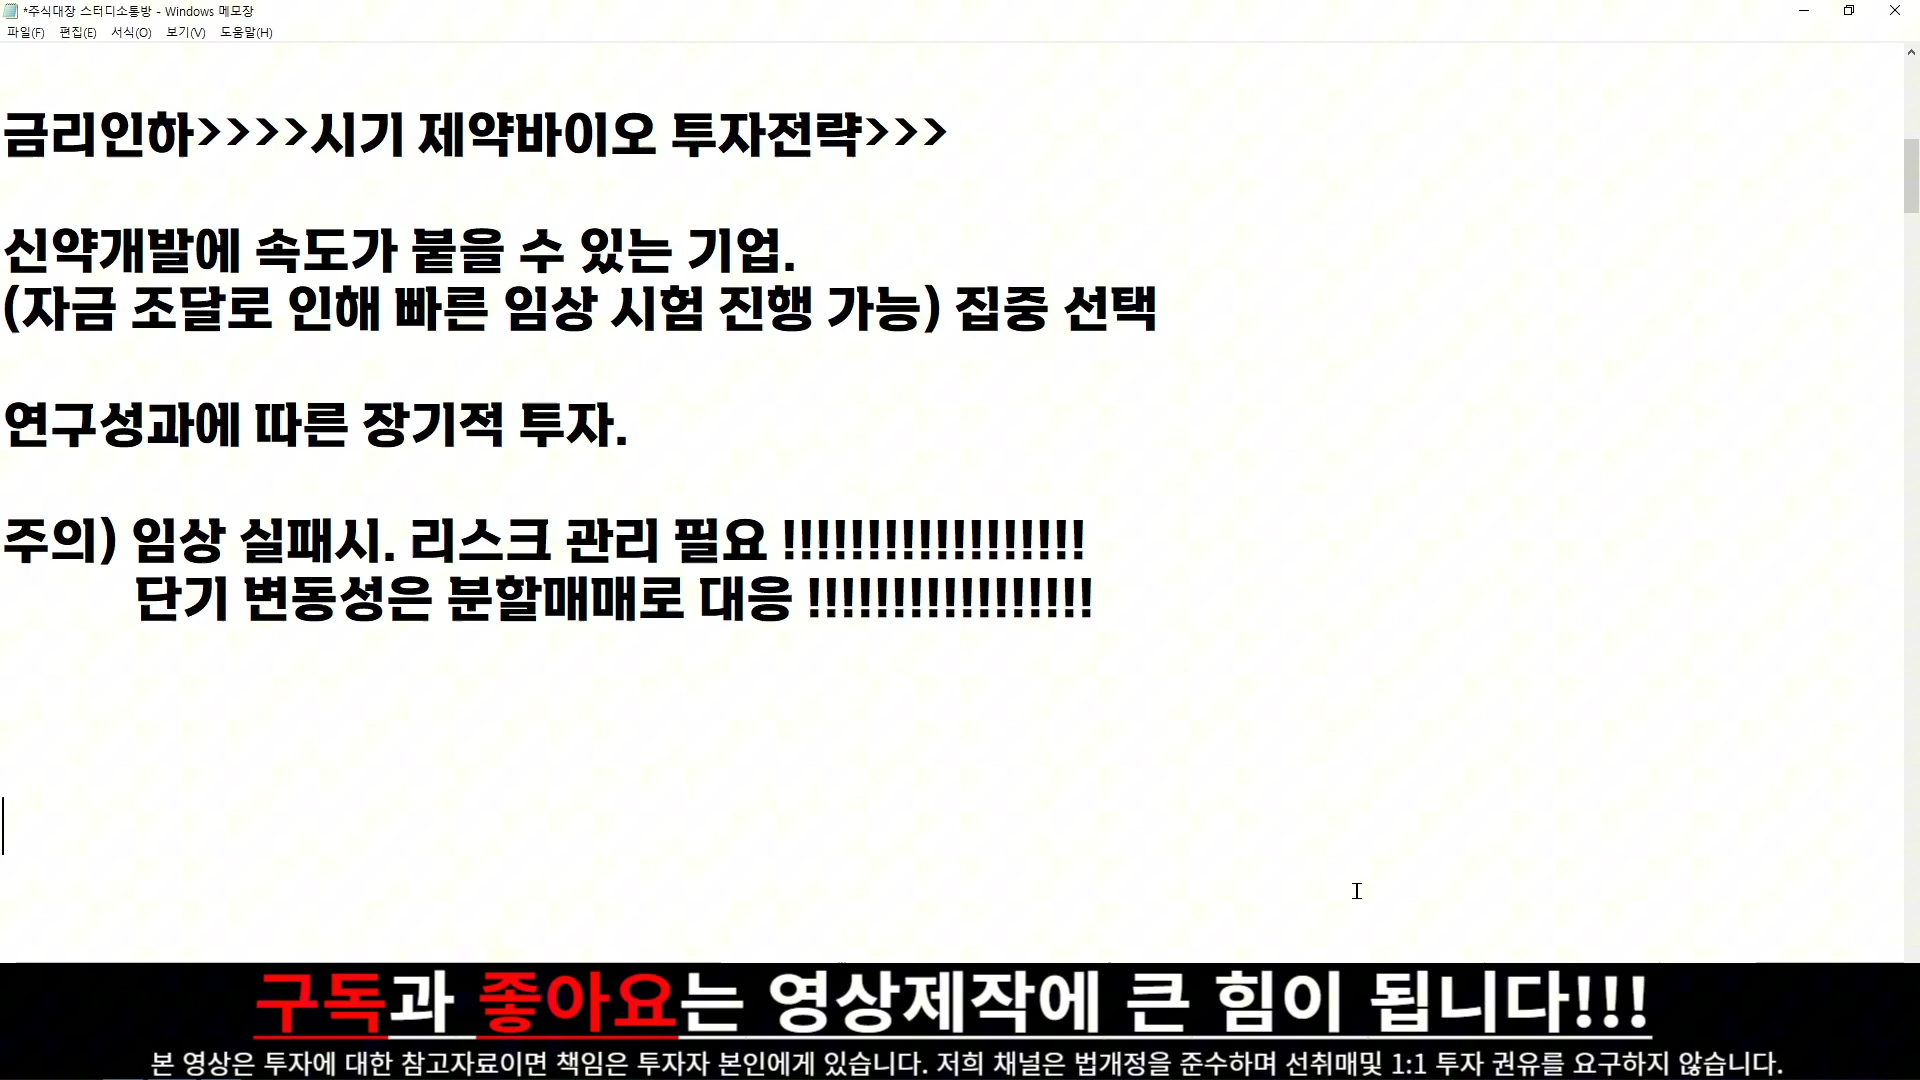 *주식대장 스터디소통방 - Windows 메모장
파일(F) 편집(E) 서식(O) 보기(V) 도움말(H)
금리인하>>>>시기 제약바이오 투자전략>>>
신약개발에 속도가 붙을 수 있는 기업.
(자금 조달로 인해 빠른 임상 시험 진행 가능) 집중 선택
연구성과에 따른 장기적 투자.
주의) 임상 실패시. 리스크 관리 필요 !!!!!!!!!!!!!!!!!!
단기 변동성은 분할매매로 대응 !!!!!!!!!!!!!!!!!
구독과 좋아요는 영상제작에 큰 힘이 됩니다!!!
본 영상은 투자에 대한 참고자료이면 책임은 투자자 본인에게 있습니다. 저희 채널은 법개정을 준수하며 선취매및 1:1 투자 권유를 요구하지 않습니다.